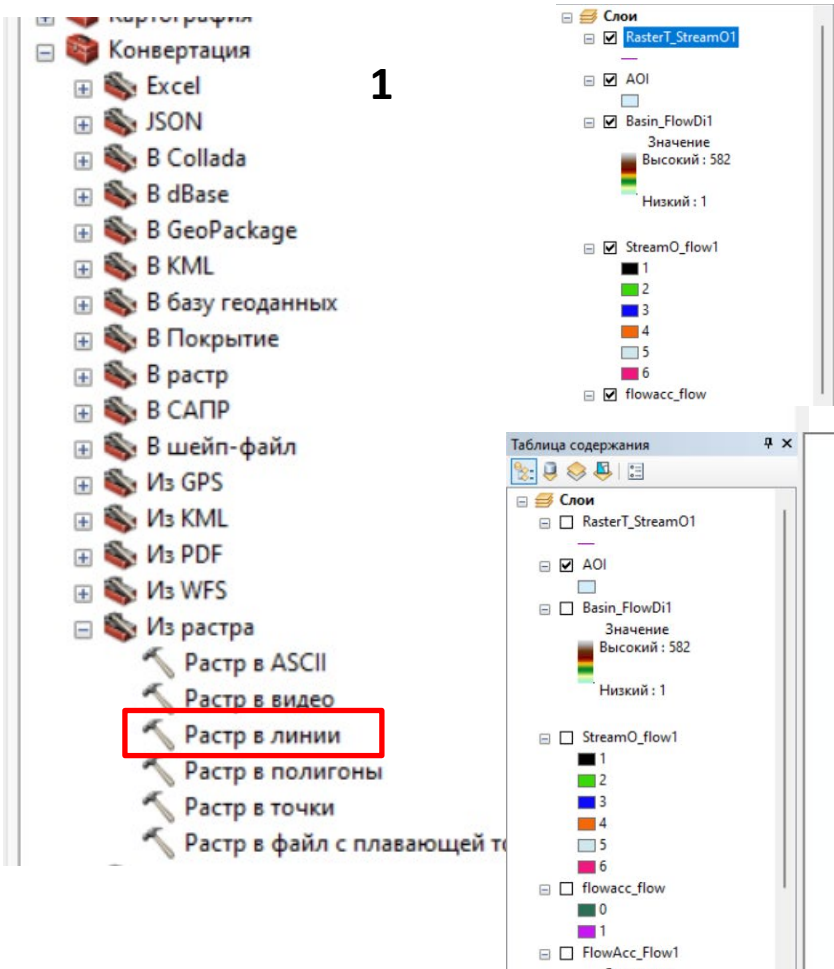 Картография
Конвертация
1
Excel
JSON
В Collada
В dBase
В GeoPackage
В KML
В базу геоданных
В Покрытие
В растр
В САПР
В шейп-файл
Из GPS
Из KML
Из PDF
Из WFS
Из растра
Растр в ASCII
Растр в видео
Растр в линии
Растр в полигоны
Растр в точки
Растр в файл с плавающей
Слои
RasterT_StreamO1
AOI
Basin_FlowDi1
Значение
Высокий : 582
Низкий : 1
StreamO_flow1
1
2
3
4
5
6
flowacc_flow
Таблица содержания
Слои
RasterT_StreamO1
AOI
Basin_FlowDi1
Значение
Высокий : 582
Низкий : 1
StreamO_flow1
1
2
3
4
5
6
flowacc_flow
0
1
FlowAcc_Flow1